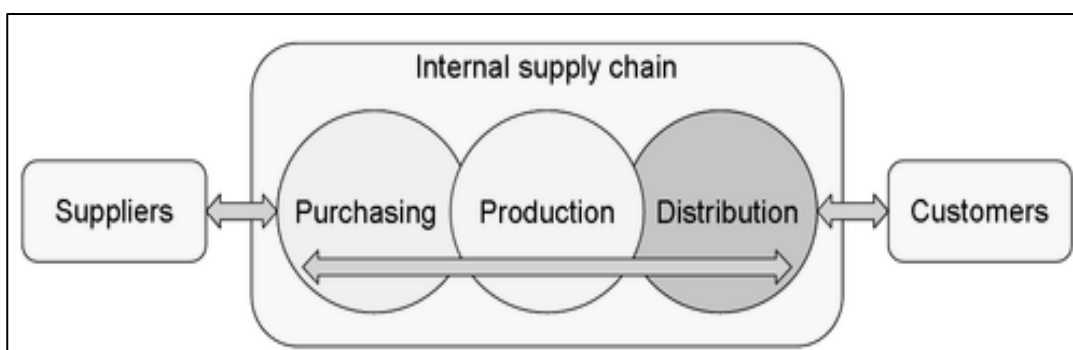 Internal supply chain
Suppliers
Purchasing
Production
Distribution
Customers